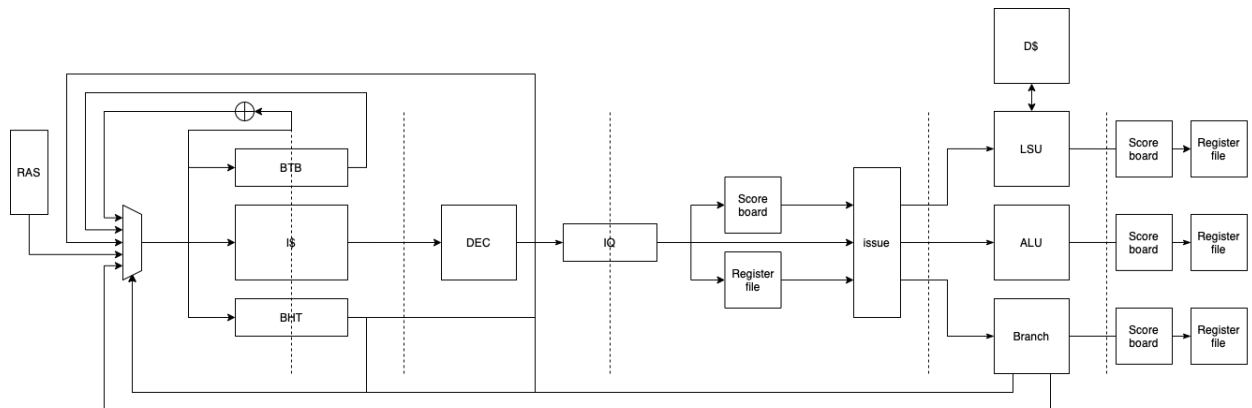 D$
RAS
BTB
LSU
Score
board
Register
file
Score
board
I$
DEC
IQ
issue
ALU
Score
board
Register
file
Register
file
BHT
Branch
Score
board
Register
file